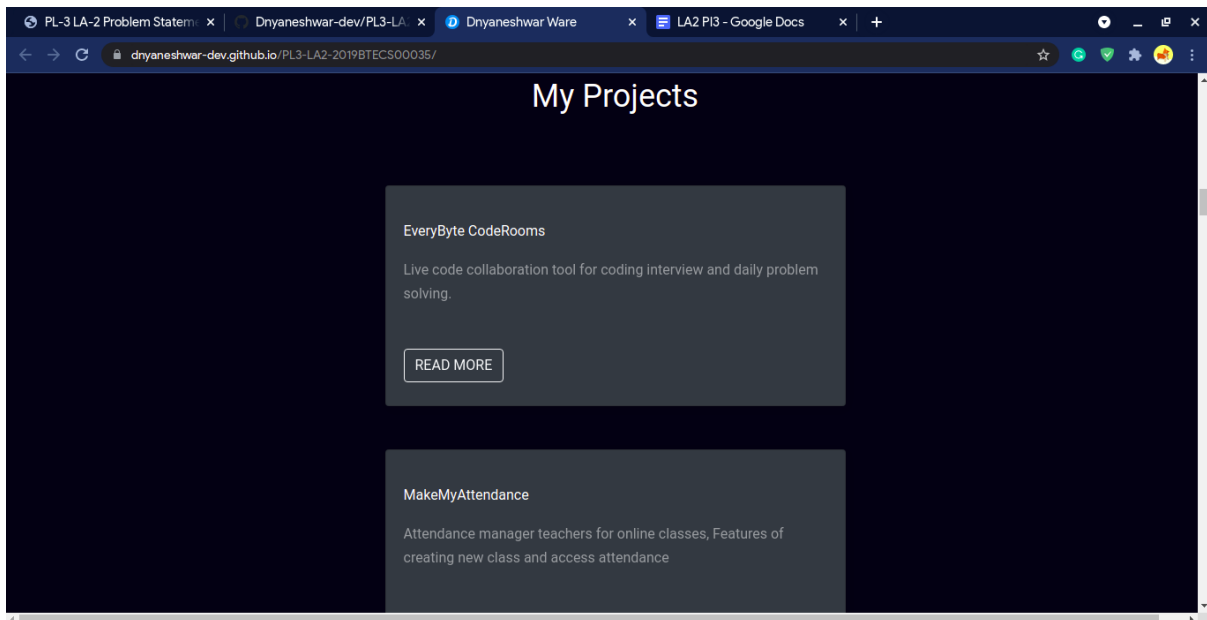 PL-3 LA-2 Problem Statem
Dnyaneshwar-dev/PL3-LA
Dnyaneshwar Ware
LA2 Pl3 - Google Docs
dnyaneshwar-dev.github.io/PL3-LA2-2019BTECS00035/
My Projects
EveryByte CodeRooms
Live code collaboration tool for coding interview and daily problem
solving.
READ MORE
MakeMyAttendance
Attendance manager teachers for online classes, Features of
creating new class and access attendance